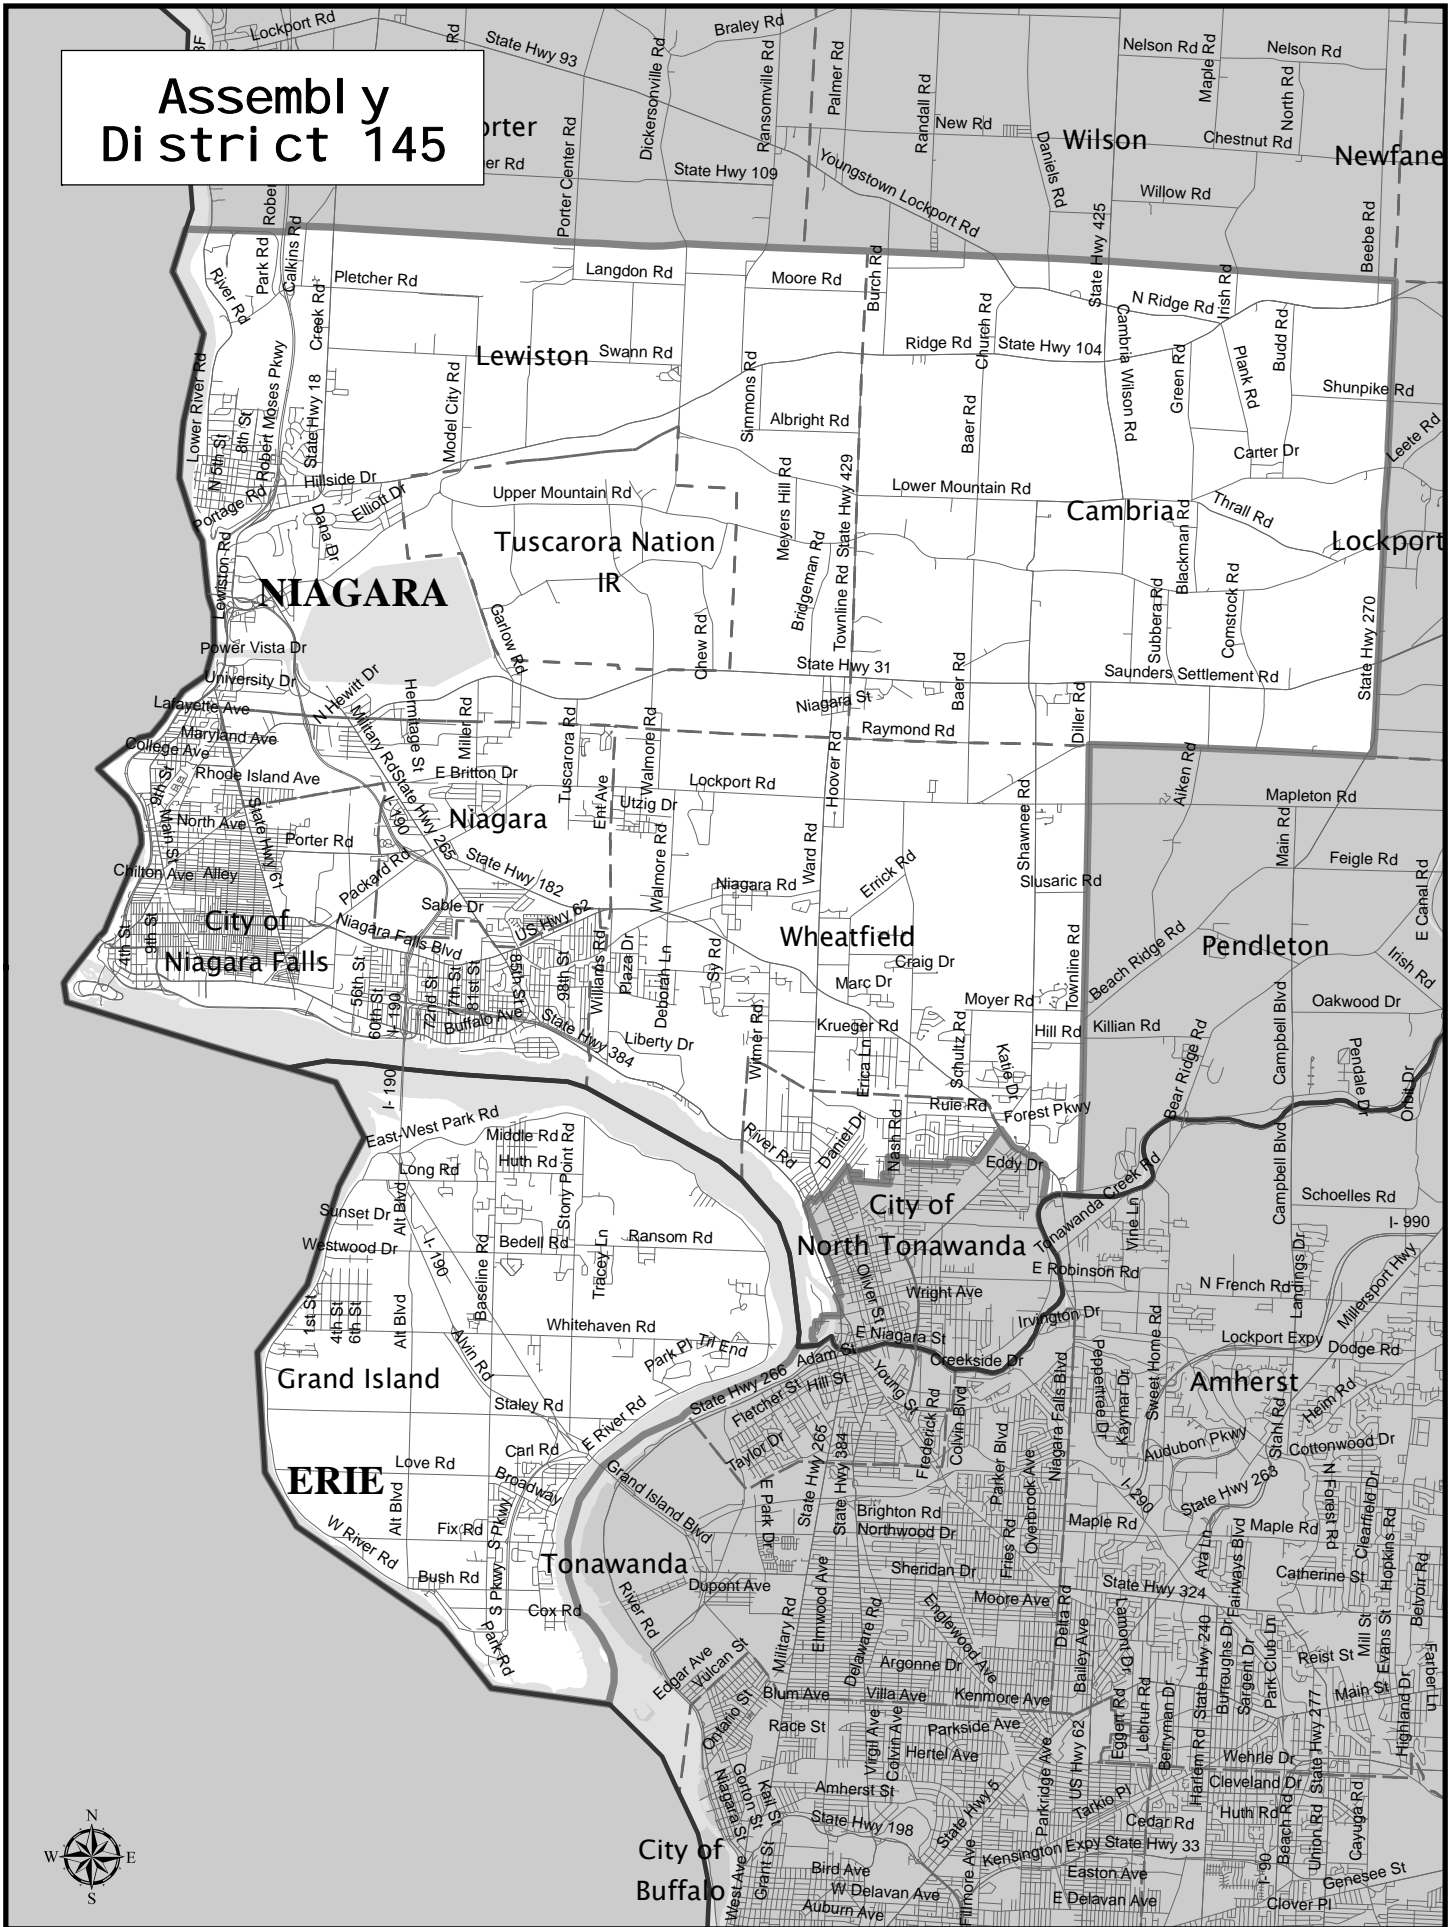 Assembly
District 145
Lockport Rd
State Hwy 93
Rd
Braley Rd
Nelson Rd
Maple Rd
Nelson Rd
Dickersonville Rd
Ransomville Rd
Palmer Rd
Randall Rd
North Rd
orter
Porter Center Rd
New Rd
Wilson
Chestnut Rd
Newfane
er Rd
State Hwy 109
Youngstown Lockport Rd
Daniels Rd
Willow Rd
Rober
State Hwy 425
Beebe Rd
Park Rd
Calkins Rd
River Rd
Pletcher Rd
Langdon Rd
Moore Rd
Burch Rd
N Ridge Rd
Irish Rd
Creek Rd
Lewiston
Swann Rd
Ridge Rd
Church Rd
State Hwy 104
Cambria Wilson Rd
Green Rd
Plank Rd
Budd Rd
Shunpike Rd
Lower River Rd
Robert Moses Pkwy
State Hwy 18
Model City Rd
Simmons Rd
Albright Rd
Baer Rd
Leete Rd
N 5th St
8th St
Carter Dr
Portage Rd
Hillside Dr
Elliott Dr
Dana Dr
Upper Mountain Rd
Meyers Hill Rd
State Hwy 429
Lower Mountain Rd
Cambria
Thrall Rd
Blackman Rd
Lockport
Tuscarora Nation
IR
Lewiston Rd
NIAGARA
Garlow Rd
Chew Rd
Bridgeman Rd
Townline Rd
Subbera Rd
Comstock Rd
State Hwy 270
Power Vista Dr
University Dr
State Hwy 31
Baer Rd
Saunders Settlement Rd
Lafayette Ave
N Hewitt Dr
Hermitage St
Miller Rd
Tuscarora Rd
Walmore Rd
Niagara St
Raymond Rd
Diller Rd
Maryland Ave
College Ave
Military Rd
State Hwy 265
Rhode Island Ave
E Britton Dr
Ent Ave
Utzig Dr
Lockport Rd
Hoover Rd
Aiken Rd
Mapleton Rd
9th St
Main St
North Ave
State Hwy 61
Porter Rd
I- 190
Niagara
Walmore Rd
Ward Rd
Shawnee Rd
Main Rd
Feigle Rd
Chilton Ave
Alley
Packard Rd
State Hwy 182
Niagara Rd
Errick Rd
Slusaric Rd
E Canal Rd
City of
Niagara Falls
4th St
9th St
Sable Dr
Niagara Falls Blvd
US Hwy 62
Wheatfield
Craig Dr
Pendleton
Beach Ridge Rd
Irish Rd
56th St
60th St
I- 190
72nd St
77th St
81st St
85th St
98th St
Williams Rd
Plaza Dr
Deborah Ln
Sy Rd
Marc Dr
Townline Rd
Moyer Rd
Oakwood Dr
Buffalo Ave
State Hwy 384
Liberty Dr
Witmer Rd
Krueger Rd
Erica Ln
Schultz Rd
Katie Dr
Hill Rd
Killian Rd
Bear Ridge Rd
Campbell Blvd
Pendale Dr
Orbit Dr
I- 190
East-West Park Rd
Middle Rd
Huth Rd
Stony Point Rd
River Rd
Daniel Dr
Nash Rd
Ruie Rd
Forest Pkwy
Long Rd
Eddy Dr
Tonawanda Creek Rd
Vine Ln
Campbell Blvd
Schoelles Rd
Sunset Dr
Alt Blvd
I- 190
Westwood Dr
Baseline Rd
Bedell Rd
Tracey Ln
Ransom Rd
City of
North Tonawanda
I- 990
E Robinson Rd
N French Rd
Landings Dr
Millersport Hwy
1st St
4th St
6th St
Alt Blvd
Alvin Rd
Whitehaven Rd
Oliver St
Wright Ave
Irvington Dr
Park Pl
Til End
E Niagara St
Adam St
Creekside Dr
Sweet Home Rd
Lockport Expy
Dodge Rd
Grand Island
State Hwy 266
Fletcher St
Hill St
Young St
Peppertree Dr
Kaymar Dr
Amherst
Heim Rd
Staley Rd
E River Rd
Taylor Dr
Frederick Rd
Colvin Blvd
Niagara Falls Blvd
Audubon Pkwy
Stahl Rd
Cottonwood Dr
Carl Rd
Love Rd
Broadway
Grand Island Blvd
E Park Dr
State Hwy 265
State Hwy 384
Parker Blvd
Overbrook Ave
I- 290
State Hwy 263
N Forest Rd
Clearfield Dr
ERIE
Alt Blvd
W River Rd
Fix Rd
S Pkwy
S Pkwy
Brighton Rd
Northwood Dr
Fries Rd
Maple Rd
Ava Ln
Fairways Blvd
Maple Rd
Hopkins Rd
Bush Rd
Tonawanda
Dupont Ave
Sheridan Dr
Moore Ave
State Hwy 324
Catherine St
Belvoir Rd
Cox Rd
River Rd
Military Rd
Elmwood Ave
Delaware Rd
Englewood Ave
Delta Rd
Lamont Dr
State Hwy 240
Burroughs Dr
Sargent Dr
Park Club Ln
Mill St
Evans St
Park Rd
Edgar Ave
Vulcan St
Argonne Dr
Bailey Ave
Reist St
Farber Ln
Blum Ave
Villa Ave
Kenmore Ave
Eggert Rd
Lebrun Rd
Berryman Dr
Main St
Highland Dr
Ontario St
Race St
Virgil Ave
Colvin Ave
Parkside Ave
Hertel Ave
Parkridge Ave
US Hwy 62
Harlem Rd
Wehrle Dr
State Hwy 277
Niagara St
Gorton St
Kail St
Amherst St
State Hwy 5
Tarkio Pl
Cleveland Dr
State Hwy 198
Cedar Rd
Huth Rd
Beach Rd
Union Rd
Cayuga Rd
City of
Buffalo
West Ave
Grant St
Bird Ave
W Delavan Ave
Auburn Ave
Fillmore Ave
Kensington Expy
State Hwy 33
Easton Ave
E Delavan Ave
I- 90
Genesee St
Clover Pl
N
W
E
S